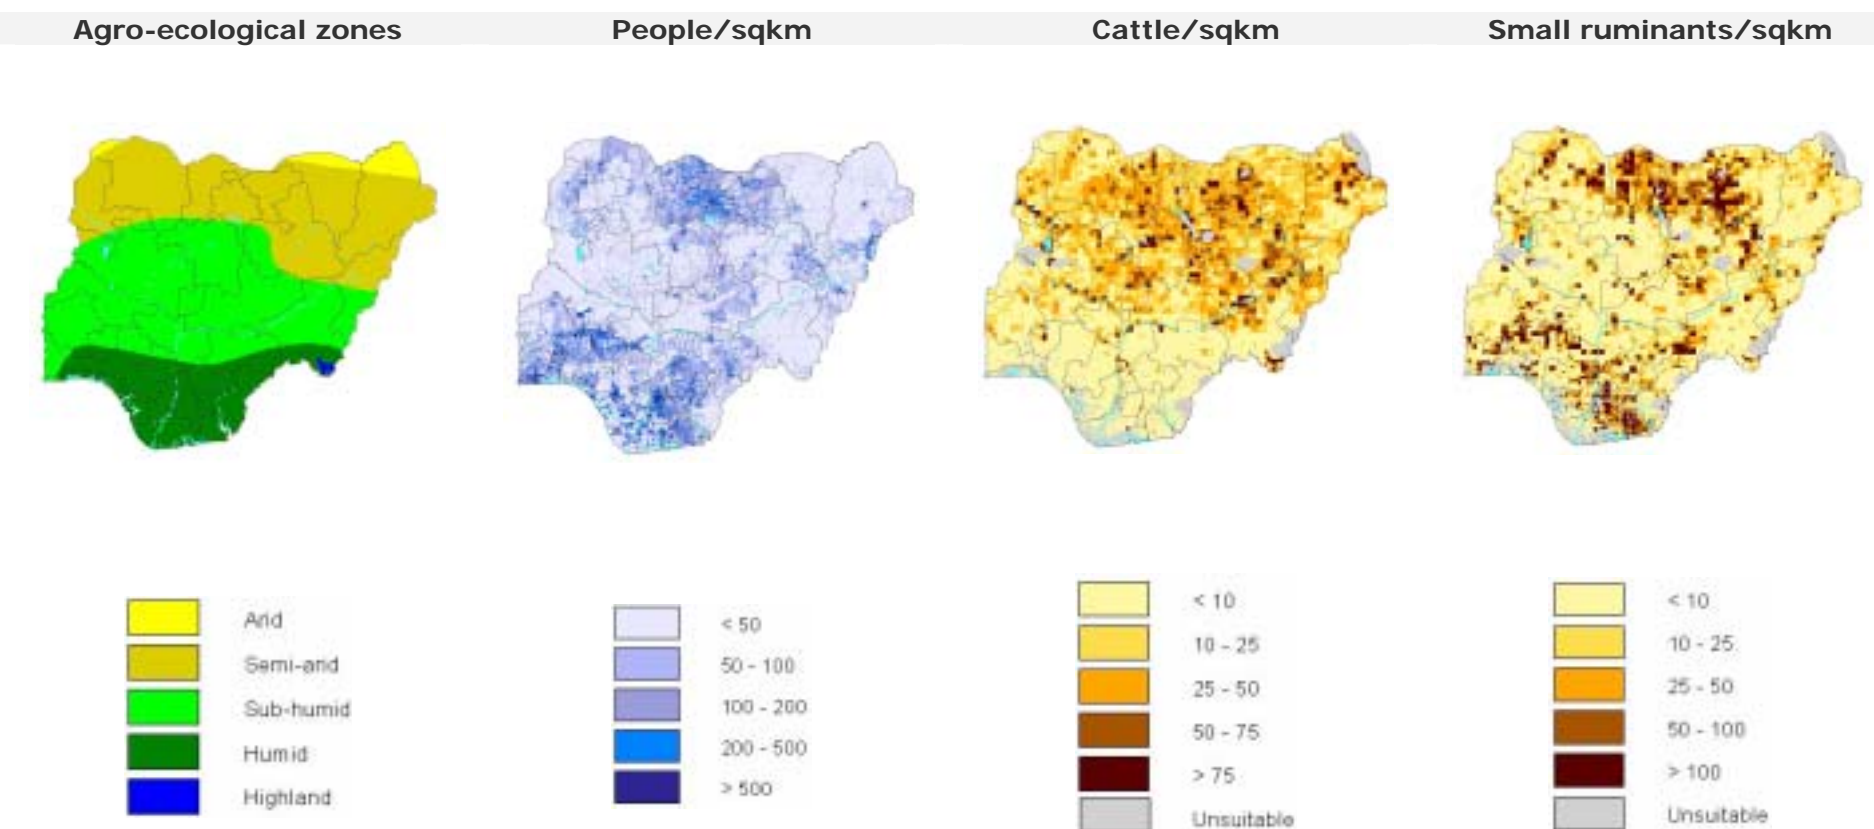 Agro-ecological zones
People/sqkm
Cattle/sqkm
Small ruminants/sqkm
Arid
Semi-arid
Sub-humid
Humid
Highland
< 50
50 - 100
100 - 200
200 - 500
> 500
< 10
10 - 25
25 - 50
50 - 75
> 75
Unsuitable
< 10
10 - 25
25 - 50
50 - 100
> 100
Unsuitable